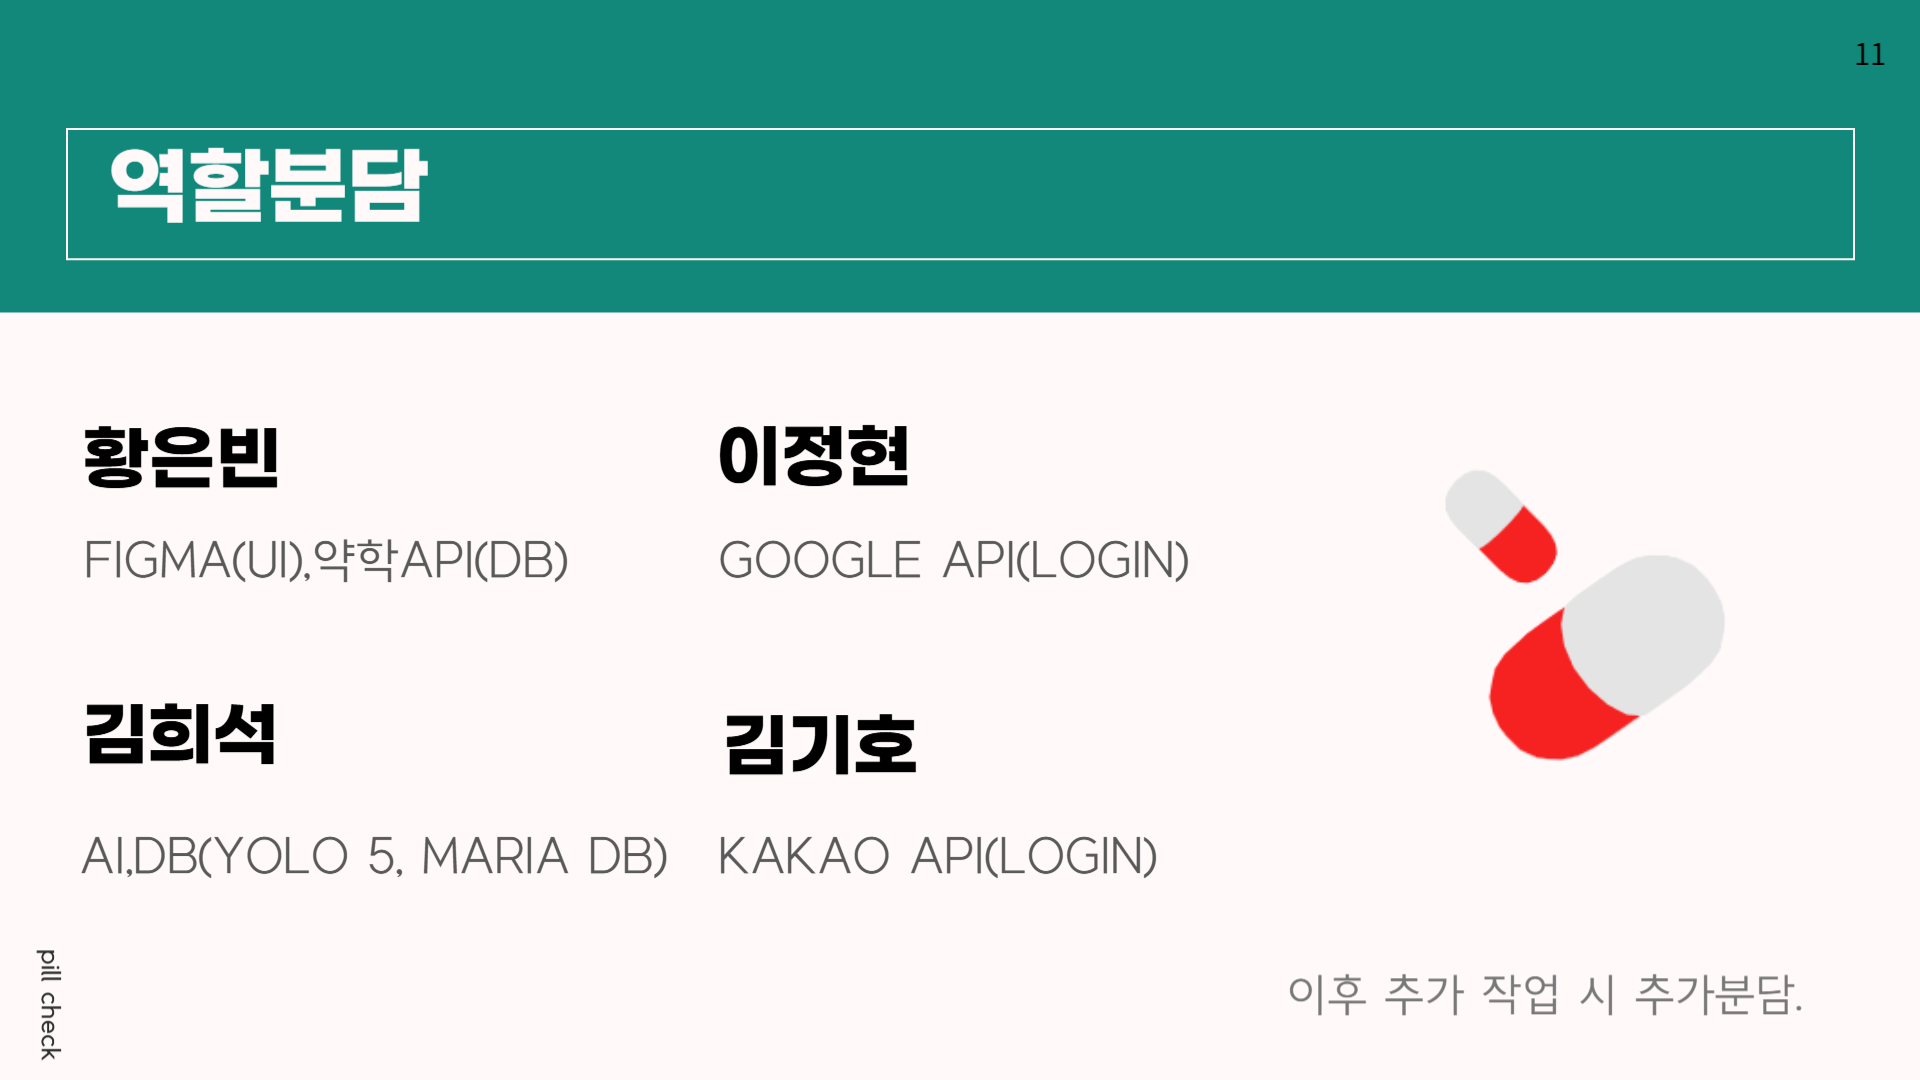 11
역할분담
황은빈
FIGMA(UI),약학API(DB)
이정현
GOOGLE API(LOGIN)
김희석
AI,DB(YOLO 5, MARIA DB)
김기호
KAKAO API(LOGIN)
이후 추가 작업 시 추가분담.
pill check